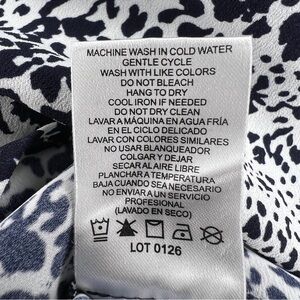 MACHINE WASH IN COLD WATER
GENTLE CYCLE
WASH WITH LIKE COLORS
DO NOT BLEACH
HANG TO DRY
COOL IRON IF NEEDED
DO NOT DRY CLEAN
LAVAR A MÁQUINA EN AGUA FRÍA
EN EL CICLO DELICADO
LAVAR CON COLORES SIMILARES
NO USAR BLANQUEADOR
COLGAR Y DEJAR
SECAR AL AIRE LIBRE
PLANCHAR A TEMPERATURA
BAJA CUANDO SEA NECESARIO
NO ENVIAR A UN SERVICIO
PROFESIONAL
(LAVADO EN SECO)
LOT 0126